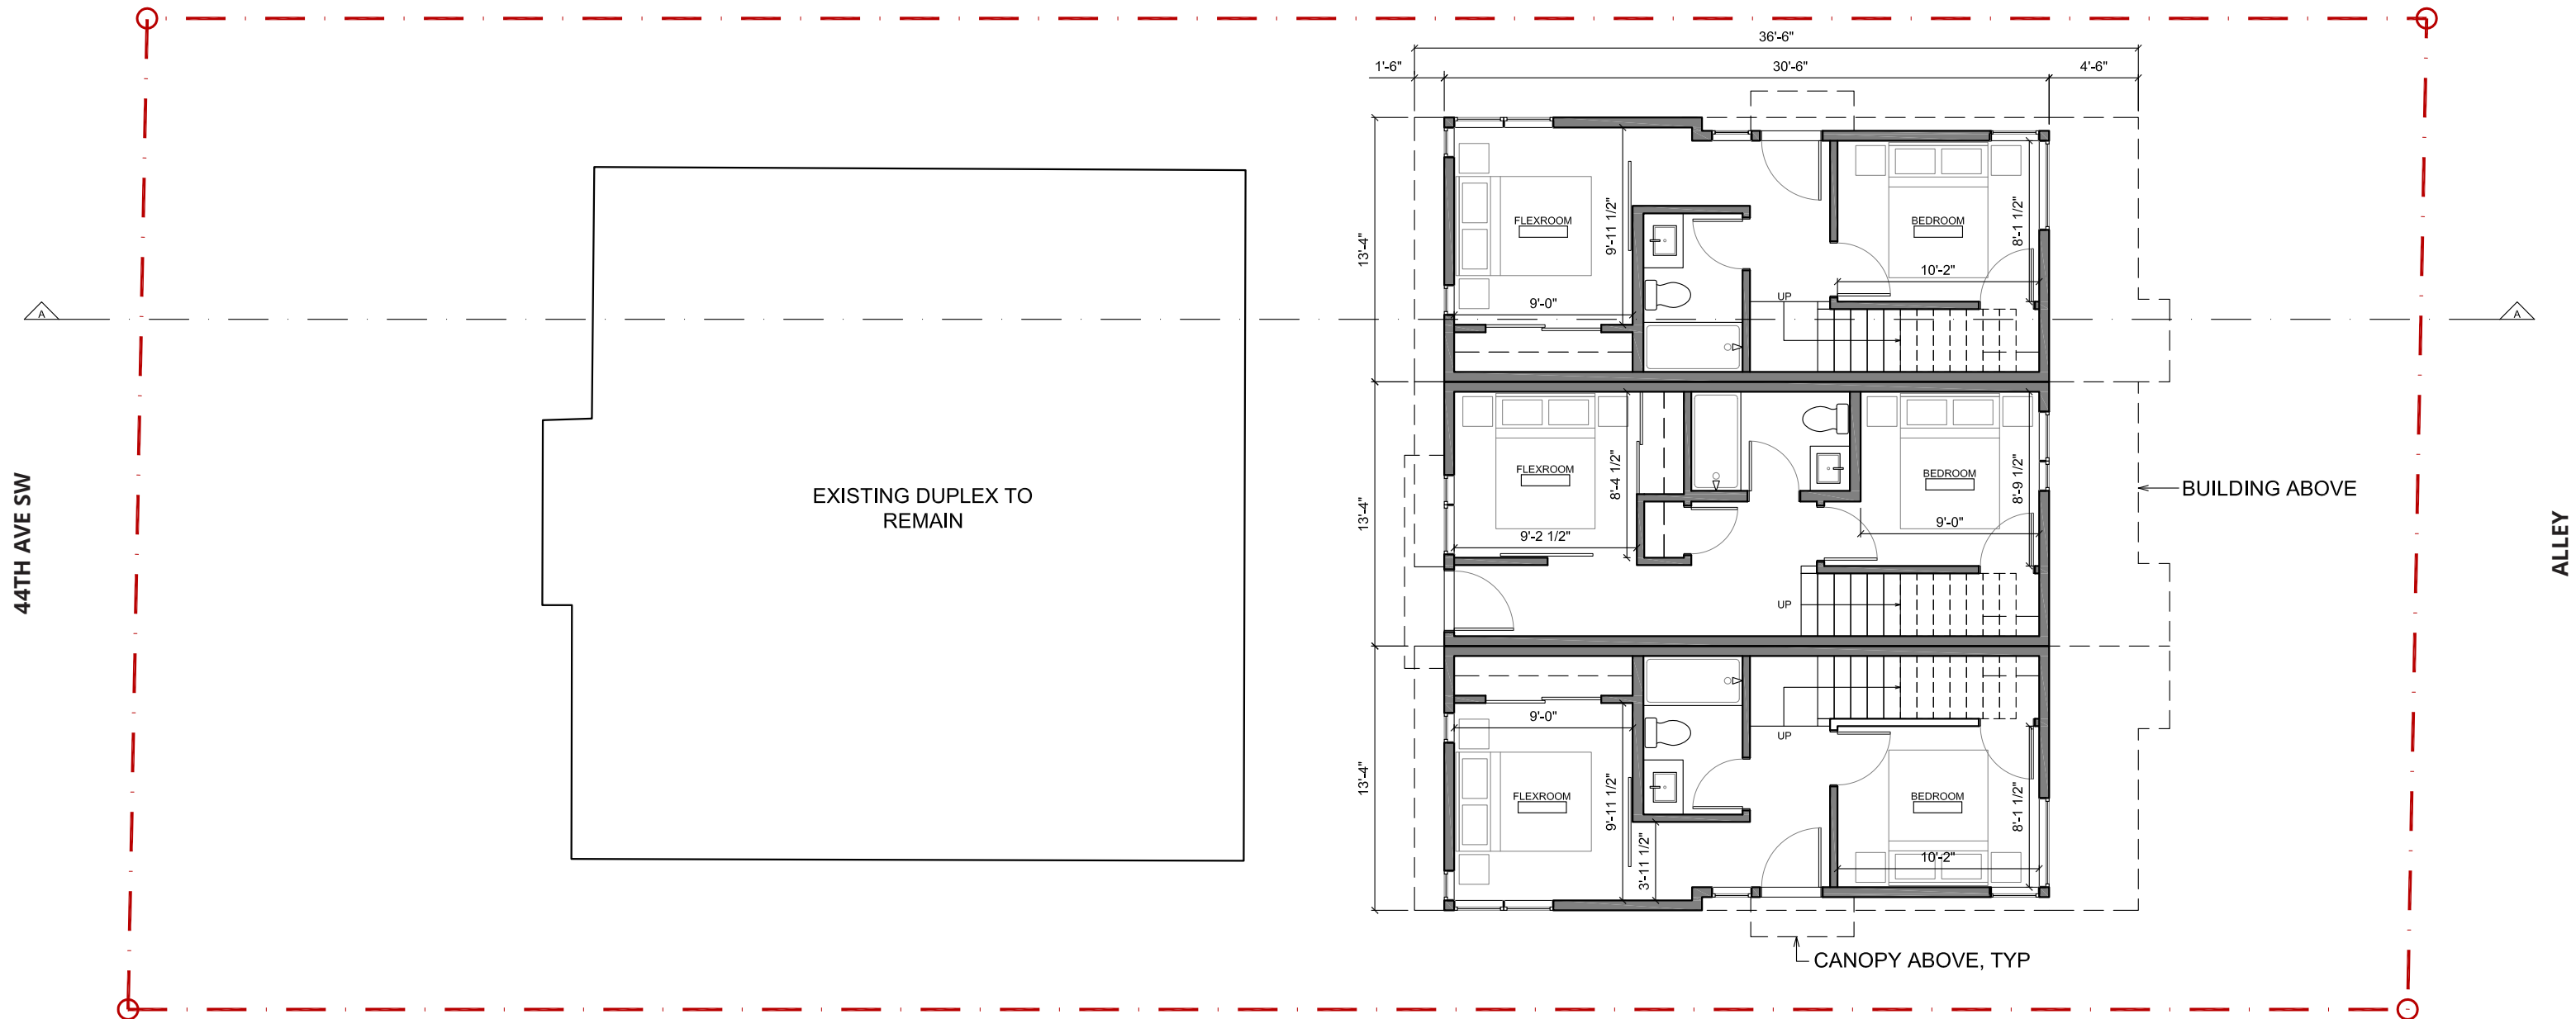 36'-6"
1'-6"
30'-6"
4'-6"
13'-4"
FLEXROOM
9'-11 1/2"
9'-0"
UP
BEDROOM
8'-1 1/2"
10'-2"
A
A
13'-4"
FLEXROOM
8'-4 1/2"
9'-2 1/2"
BEDROOM
8'-9 1/2"
9'-0"
UP
BUILDING ABOVE
EXISTING DUPLEX TO
REMAIN
44TH AVE SW
ALLEY
13'-4"
9'-0"
FLEXROOM
9'-11 1/2"
3'-11 1/2"
UP
BEDROOM
8'-1 1/2"
10'-2"
CANOPY ABOVE, TYP